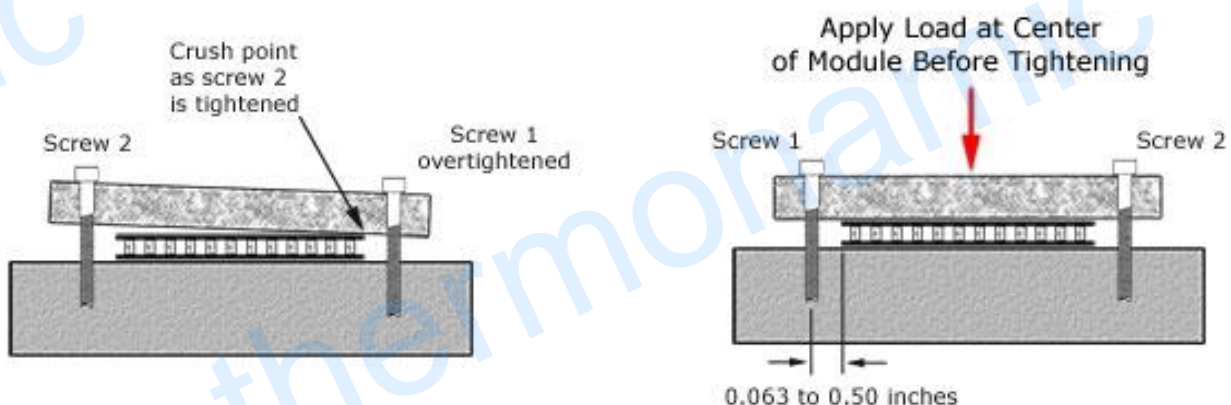 Crush point
as screw 2
is tightened
Screw 2
Screw 1
overtightened
Apply Load at Center
of Module Before Tightening
Screw 1
Screw 2
0.063 to 0.50 inches
thermonamic